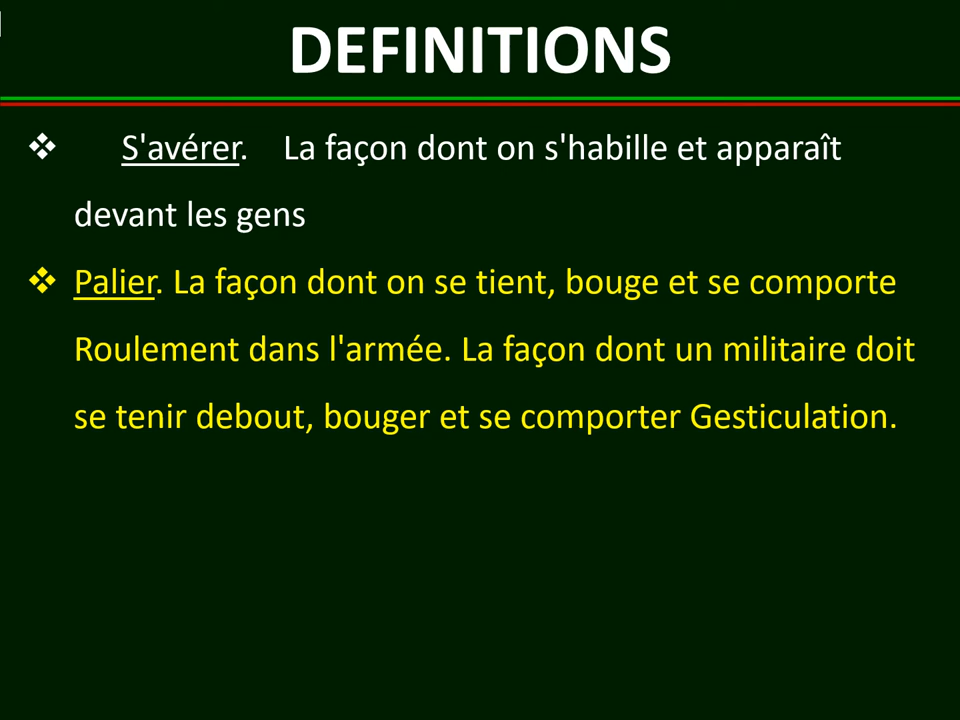 DEFINITIONS
❖ S'avérer. La façon dont on s'habille et apparaît
devant les gens
❖ Palier. La façon dont on se tient, bouge et se comporte
Roulement dans l'armée. La façon dont un militaire doit
se tenir debout, bouger et se comporter Gesticulation.